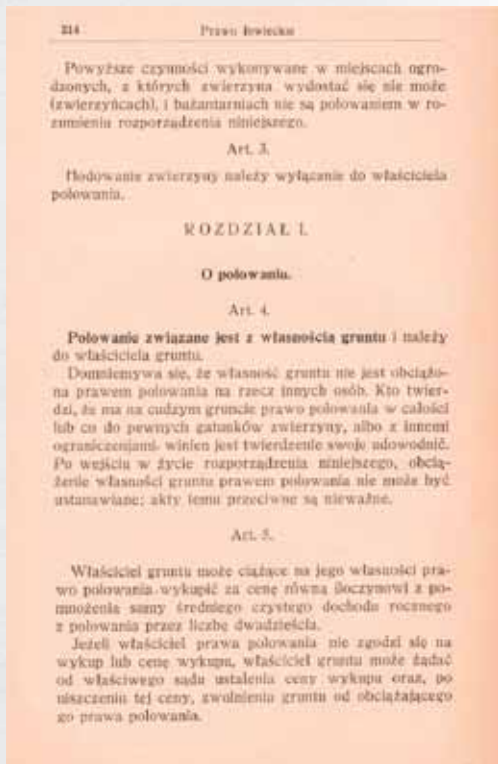 214 Prawo łowieckie
Powyższe czynności wykonywane w miejscach ogro-
dzonych, z których zwierzyna wydostać się nie może
(zwierzyńcach), i bażantarniach nie są polowaniem w ro-
zumieniu rozporządzenia niniejszego.
Art. 3.
Hodowanie zwierzyny należy wyłącznie do właściciela
polowania.
ROZDZIAŁ I.
O polowaniu.
Art. 4.
Polowanie związane jest z własnością gruntu i należy
do właściciela gruntu.
Domniemywa się, że własność gruntu nie jest obciążo-
na prawem polowania na rzecz innych osób. Kto twier-
dzi, że ma na cudzym gruncie prawo polowania w całości
lub co do pewnych gatunków zwierzyny, albo z innemi
ograniczeniami, winien jest twierdzenie swoje udowodnić.
Po wejściu w życie rozporządzenia niniejszego, obcią-
żenie własności gruntu prawem polowania nie może być
ustanawiane; akty temu przeciwne są nieważne.
Art. 5.
Właściciel gruntu może ciążące na jego własności pra-
wo polowania wykupić za cenę równą iloczynowi z po-
mnożenia sumy średniego czystego dochodu rocznego
z polowania przez liczbę dwadzieścia.
Jeżeli właściciel prawa polowania nie zgodzi się na
wykup lub cenę wykupu, właściciel gruntu może żądać
od właściwego sądu ustalenia ceny wykupu oraz, po
uiszczeniu tej ceny, zwolnienia gruntu od obciążającego
go prawa polowania.